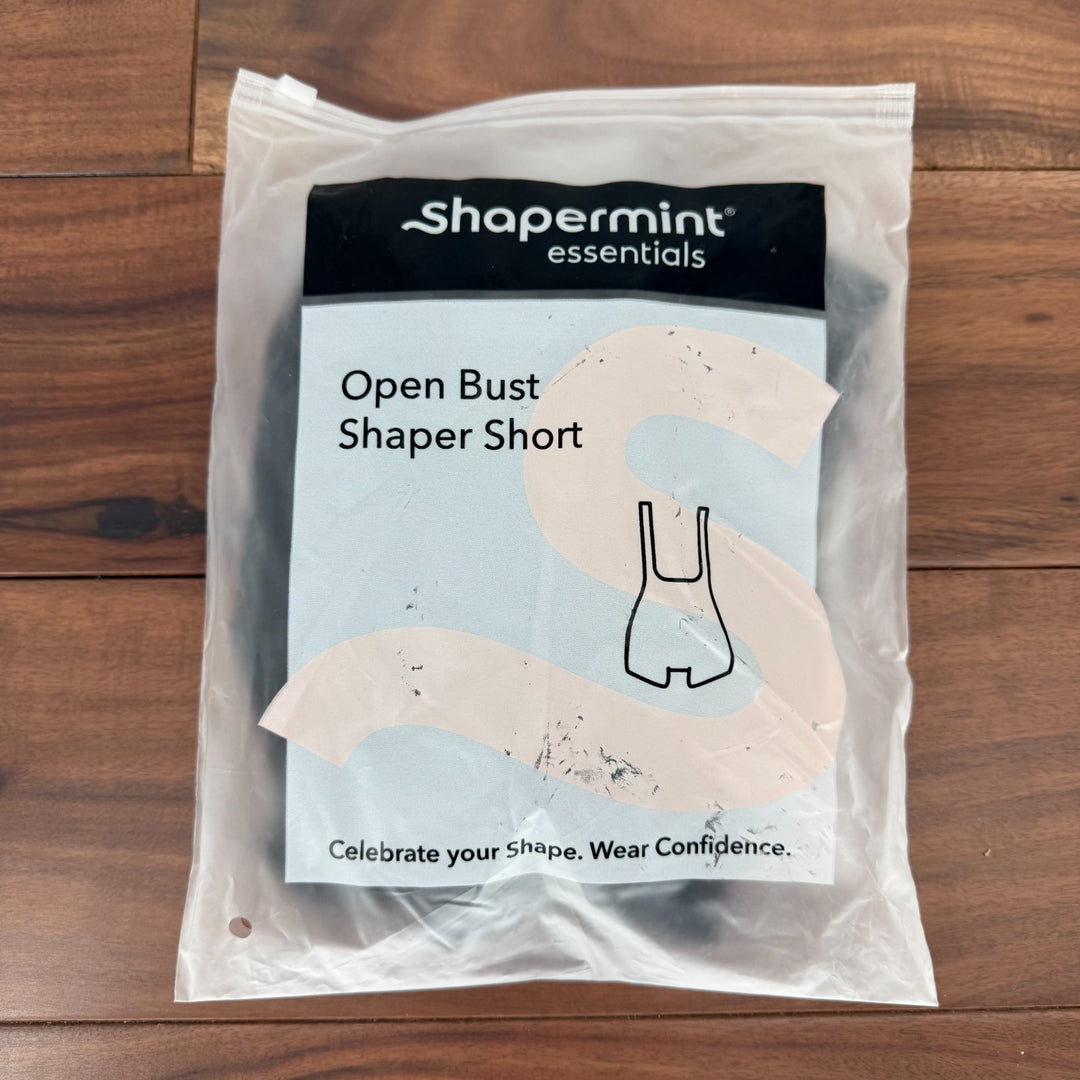 Shapermint®
essentials
Open Bust
Shaper Short
Celebrate your Shape. Wear Confidence.